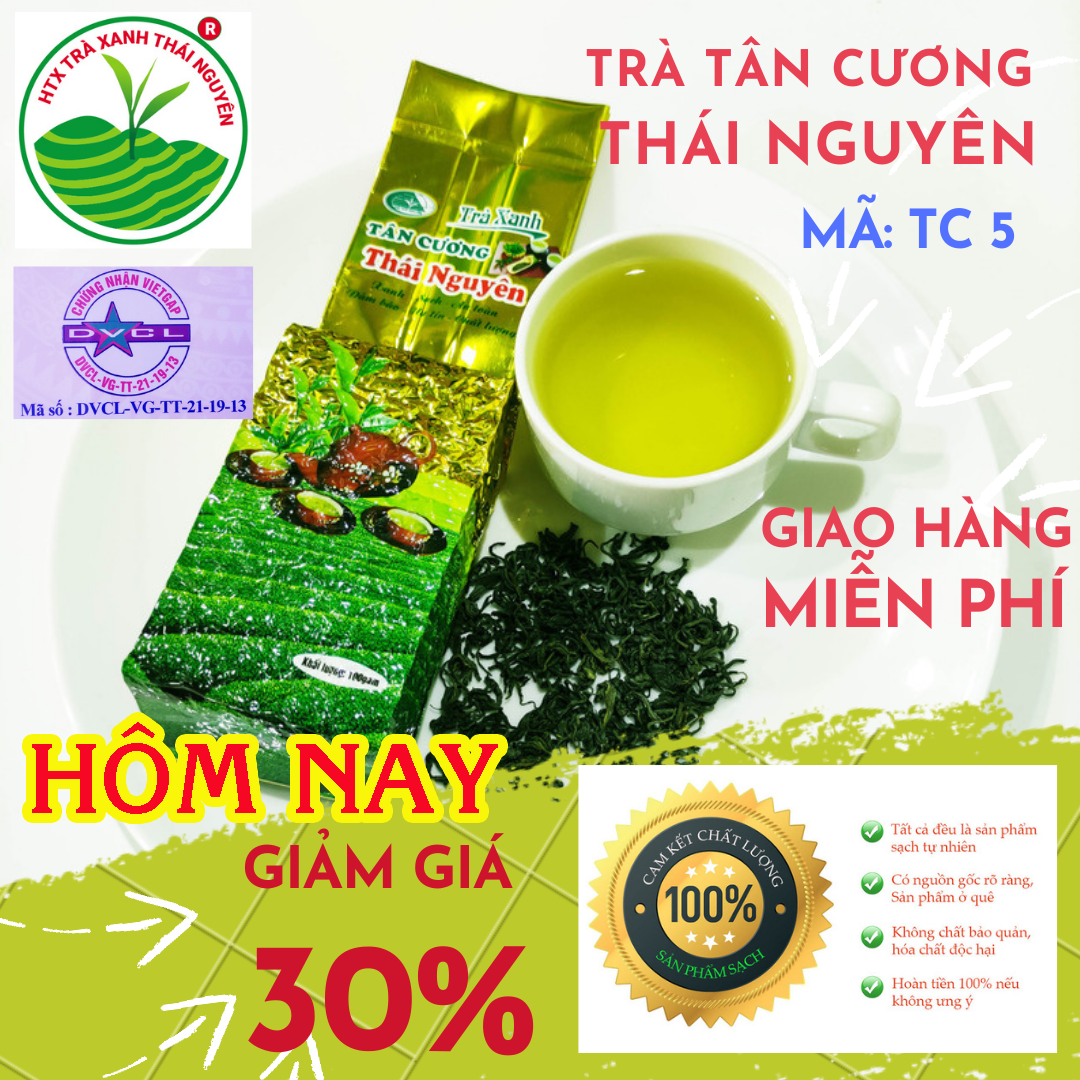 HTX TRÀ XANH THÁI NGUYÊN
®
TRÀ TÂN CƯƠNG
THÁI NGUYÊN
MÃ: TC 5
CHỨNG NHẬN VIETGAP
DVCL
DVCL-VG-TT-21-19-13
Mã số : DVCL-VG-TT-21-19-13
Trà Xanh
TÂN CƯƠNG
Thái Nguyên
Khối lượng: 100gam
GIAO HÀNG
MIỄN PHÍ
HÔM NAY
GIẢM GIÁ
30%
CAM KẾT CHẤT LƯỢNG
100%
SẢN PHẨM SẠCH
Tất cả đều là sản phẩm
sạch tự nhiên
Có nguồn gốc rõ ràng,
Sản phẩm ở quê
Không chất bảo quản,
hóa chất độc hại
Hoàn tiền 100% nếu
không ưng ý